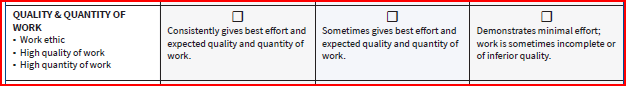 QUALITY & QUANTITY OF
WORK
• Work ethic
• High quality of work
• High quantity of work
Consistently gives best effort and
expected quality and quantity of
work.
Sometimes gives best effort and
expected quality and quantity of
work.
Demonstrates minimal effort;
work is sometimes incomplete or
of inferior quality.